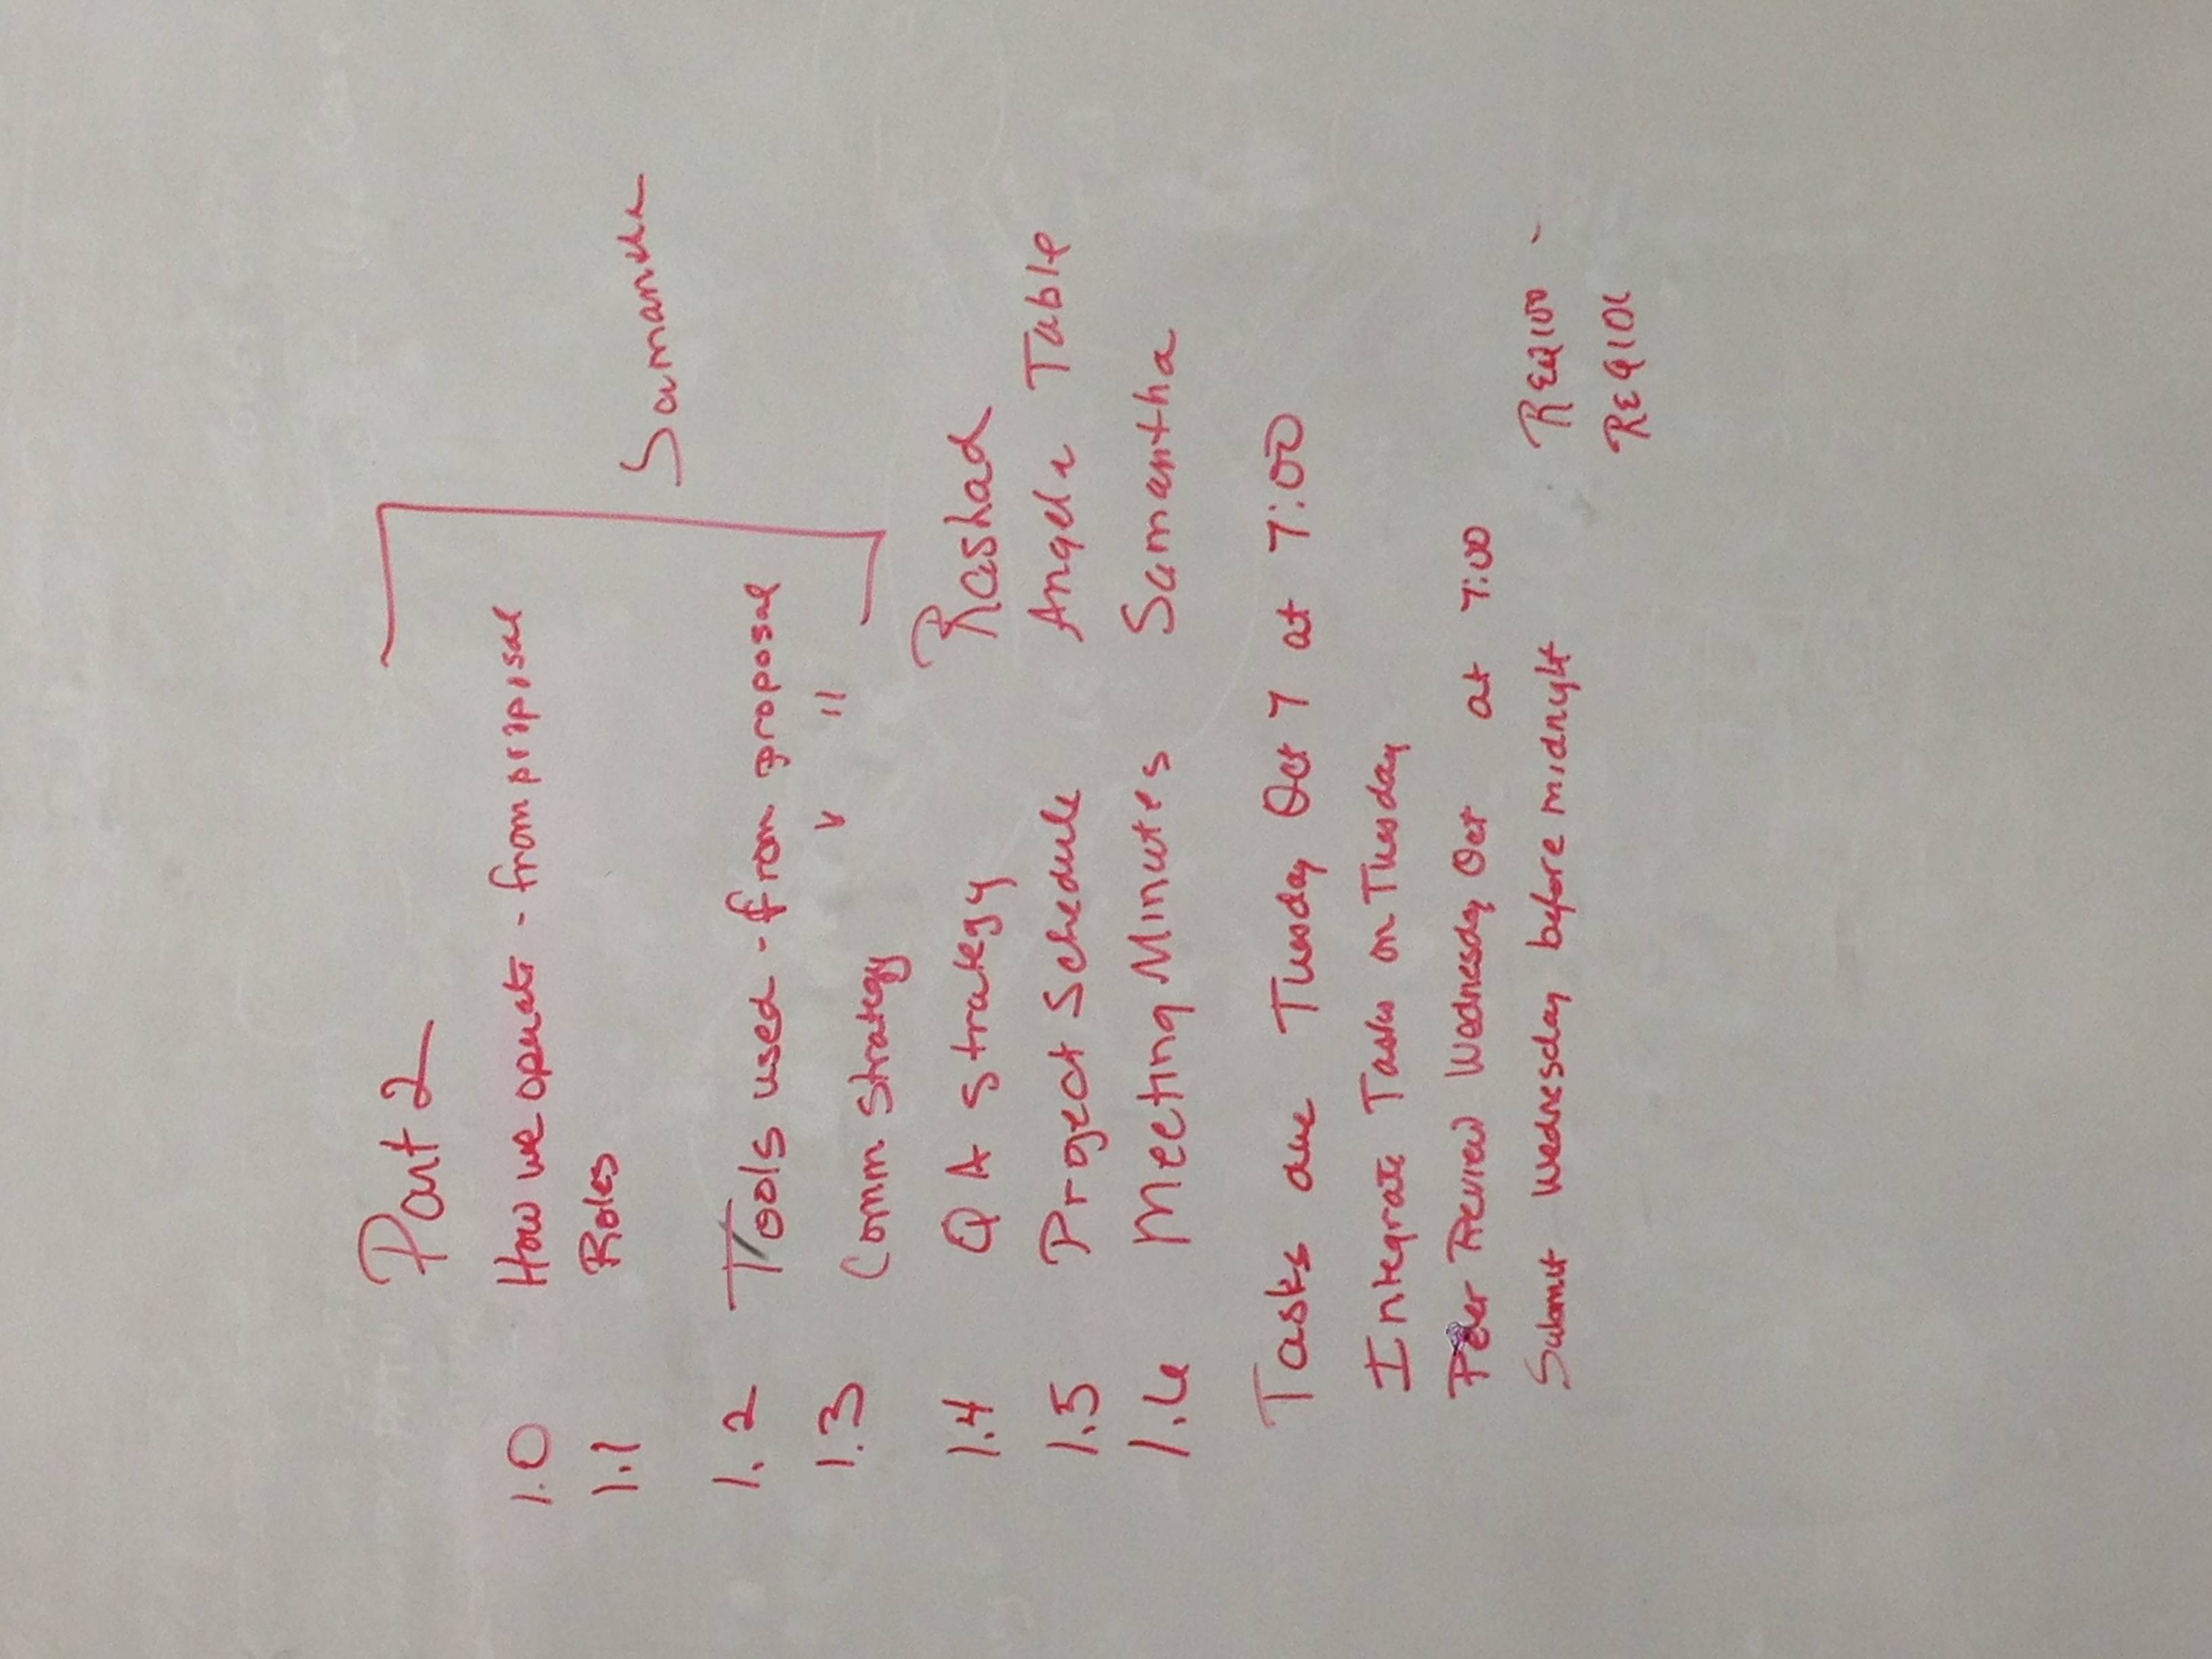 Part 2
1.0 How we operate - from proposal
1.1 Roles
Samantha
1.2 Tools used - from proposal
1.3 Comm Strategy " "
1.4 QA strategy Rashad
1.5 Project Schedule Angela Table
1.6 Meeting Minutes Samantha
Tasks due Tuesday Oct 7 at 7:00
Integrate Tasks on Tuesday
Peer Review Wednesday Oct at 7:00
Submit Wednesday before midnight
REQ100 -
REQ101